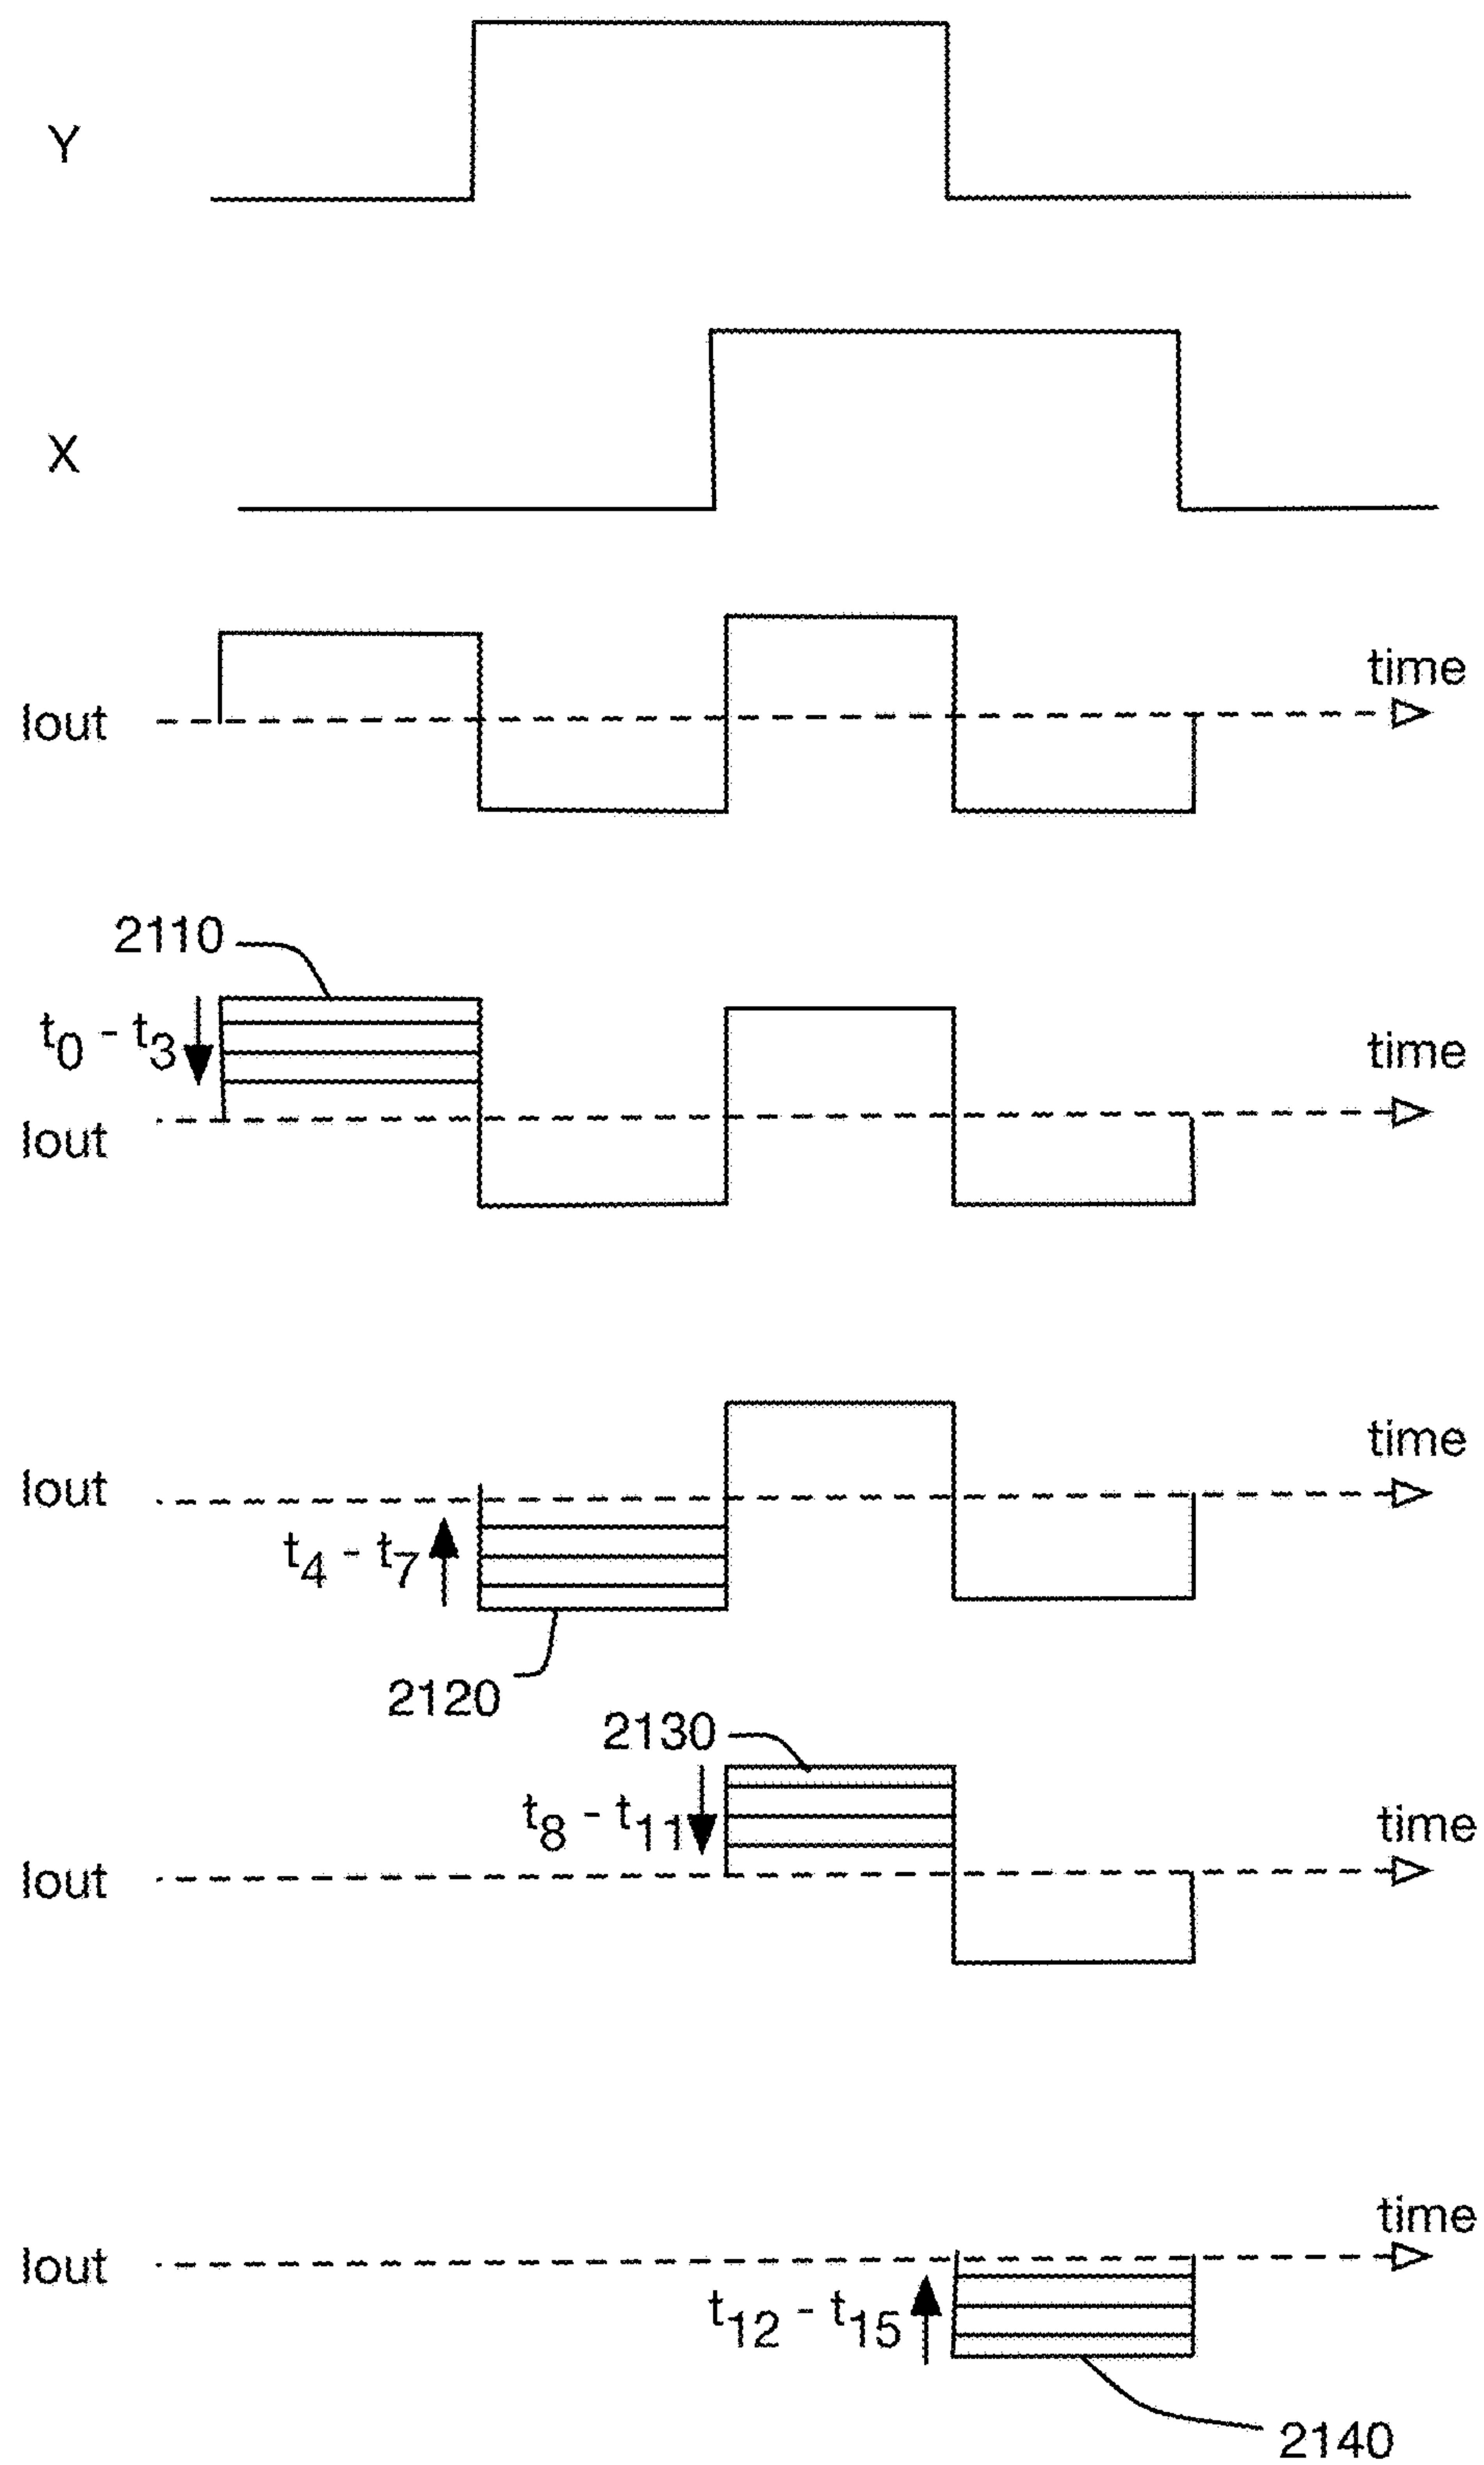 Y
X
time
Iout
2110
t0 - t3
time
Iout
time
Iout
t4 - t7
2120
2130
t8 - t11
time
Iout
time
Iout
t12 - t15
2140